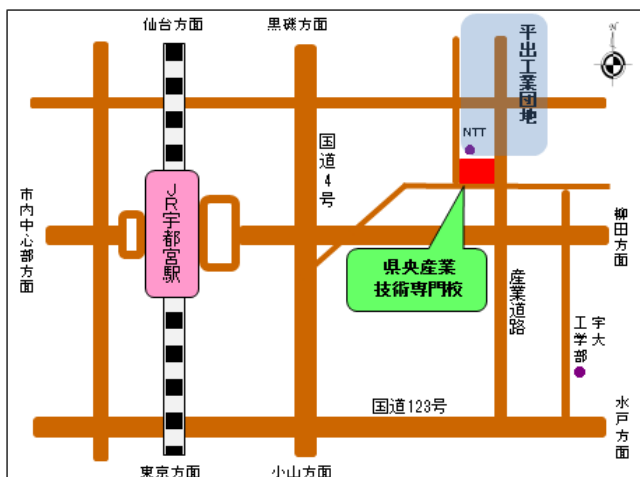 仙台方面
黒磯方面
N
平出工業団地
NTT
国道4号
JR宇都宮駅
市内中心部方面
柳田方面
県央産業
技術専門校
産業道路
宇大
工学部
国道123号
水戸方面
東京方面
小山方面